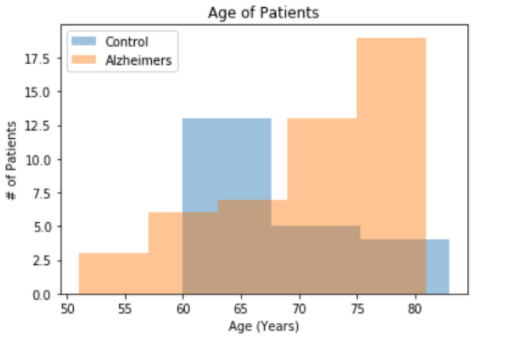 Age of Patients
Control
Alzheimers
17.5
15.0
12.5
10.0
7.5
5.0
2.5
0.0
# of Patients
50 55 60 65 70 75 80
Age (Years)